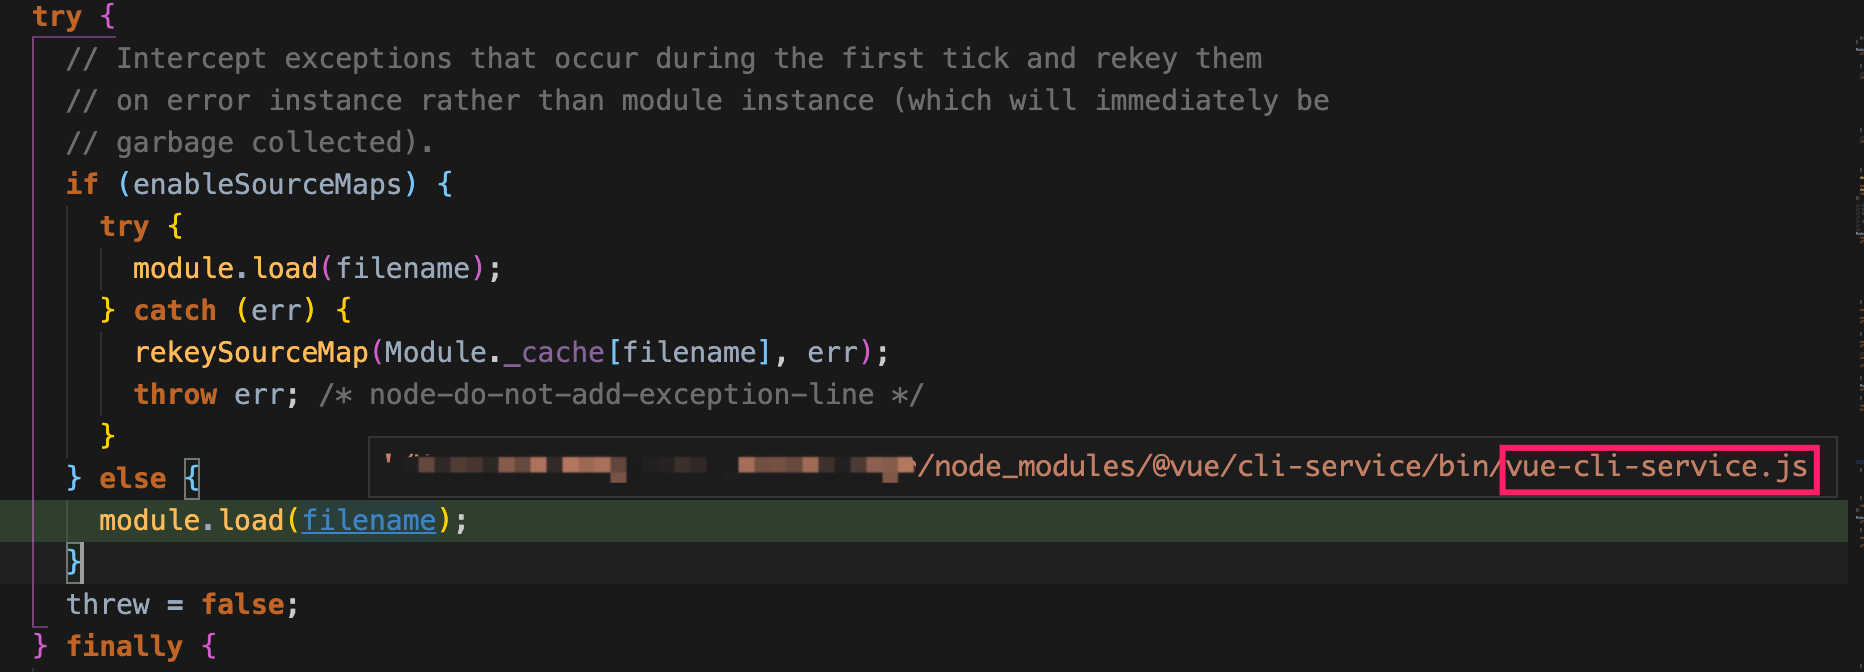 try {
// Intercept exceptions that occur during the first tick and rekey them
// on error instance rather than module instance (which will immediately be
// garbage collected).
if (enableSourceMaps) {
try {
module.load(filename);
} catch (err) {
rekeySourceMap(Module._cache[filename], err);
throw err; /* node-do-not-add-exception-line */
}
'/node_modules/@vue/cli-service/bin/vue-cli-service.js
} else {
module.load(filename);
}
threw = false;
} finally {